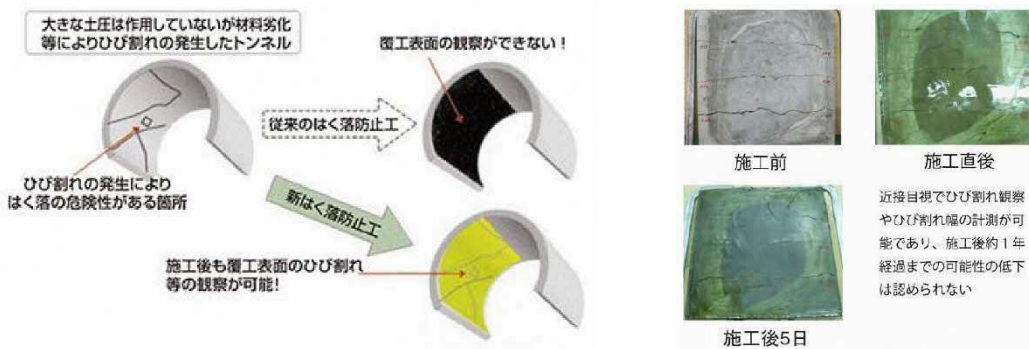 大きな土圧は作用していないが材料劣化
等によりひび割れの発生したトンネル
覆工表面の観察ができない！
従来のはく落防止工
ひび割れの発生により
はく落の危険性がある箇所
新はく落防止工
施工後も覆工表面のひび割れ
等の観察が可能!
施工前
施工直後
施工後5日
近接目視でひび割れ観察
やひび割れ幅の計測が可
能であり、施工後約１年
経過までの可能性の低下
は認められない